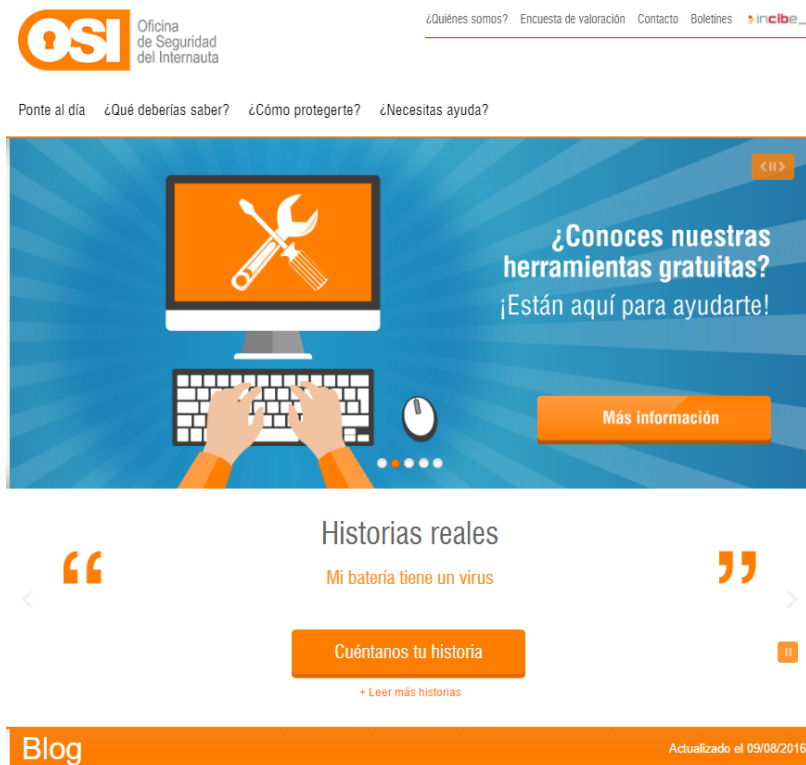 OSI
Oficina
de Seguridad
del Internauta
¿Quiénes somos? Encuesta de valoración Contacto Boletines incibe_
Ponte al día ¿Qué deberías saber? ¿Cómo protegerte? ¿Necesitas ayuda?
¿Conoces nuestras
herramientas gratuitas?
¡Están aquí para ayudarte!
Más información
Historias reales
“ Mi batería tiene un virus ”
Cuéntanos tu historia
+ Leer más historias
Blog
Actualizado el 09/08/2016